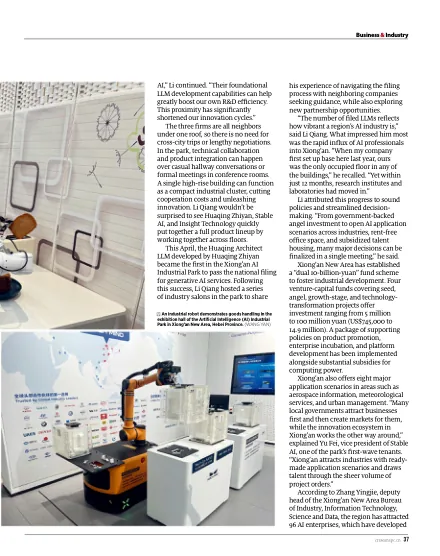 Business & Industry
AI," Li continued. "Their foundational
LLM development capabilities can help
greatly boost our own R&D efficiency.
This proximity has significantly
shortened our innovation cycles."
The three firms are all neighbors
under one roof, so there is no need for
cross-city trips or lengthy negotiations.
In the park, technical collaboration
and product integration can happen
over casual hallway conversations or
formal meetings in conference rooms.
A single high-rise building can function
as a compact industrial cluster, cutting
cooperation costs and unleashing
innovation. Li Qiang wouldn't be
surprised to see Huaqing Zhiyan, Stable
AI, and Insight Technology quickly
put together a full product lineup by
working together across floors.
This April, the Huaqing Architect
LLM developed by Huaqing Zhiyan
became the first in the Xiong'an AI
Industrial Park to pass the national filing
for generative AI services. Following
this success, Li Qiang hosted a series
of industry salons in the park to share
An industrial robot demonstrates goods handling in the
exhibition hall of the Artificial Intelligence (AI) Industrial
Park in Xiong'an New Area, Hebei Province. (WANG YAN)
his experience of navigating the filing
process with neighboring companies
seeking guidance, while also exploring
new partnership opportunities.
"The number of filed LLMs reflects
how vibrant a region's AI industry is,"
said Li Qiang. What impressed him most
was the rapid influx of AI professionals
into Xiong'an. "When my company
first set up base here last year, ours
was the only occupied floor in any of
the buildings," he recalled. "Yet within
just 12 months, research institutes and
laboratories had moved in."
Li attributed this progress to sound
policies and streamlined decision-
making. "From government-backed
angel investment to open AI application
scenarios across industries, rent-free
office space, and subsidized talent
housing, many major decisions can be
finalized in a single meeting," he said.
Xiong'an New Area has established
a "dual 10-billion-yuan" fund scheme
to foster industrial development. Four
venture-capital funds covering seed,
angel, growth-stage, and technology-
transformation projects offer
investment ranging from 5 million
to 100 million yuan (US$745,000 to
14.9 million). A package of supporting
policies on product promotion,
enterprise incubation, and platform
development has been implemented
alongside substantial subsidies for
computing power.
Xiong'an also offers eight major
application scenarios in areas such as
aerospace information, meteorological
services, and urban management. "Many
local governments attract businesses
first and then create markets for them,
while the innovation ecosystem in
Xiong'an works the other way around,"
explained Yu Fei, vice president of Stable
AI, one of the park's first-wave tenants.
"Xiong'an attracts industries with ready-
made application scenarios and draws
talent through the sheer volume of
project orders."
According to Zhang Yingjie, deputy
head of the Xiong'an New Area Bureau
of Industry, Information Technology,
Science and Data, the region has attracted
96 AI enterprises, which have developed
37